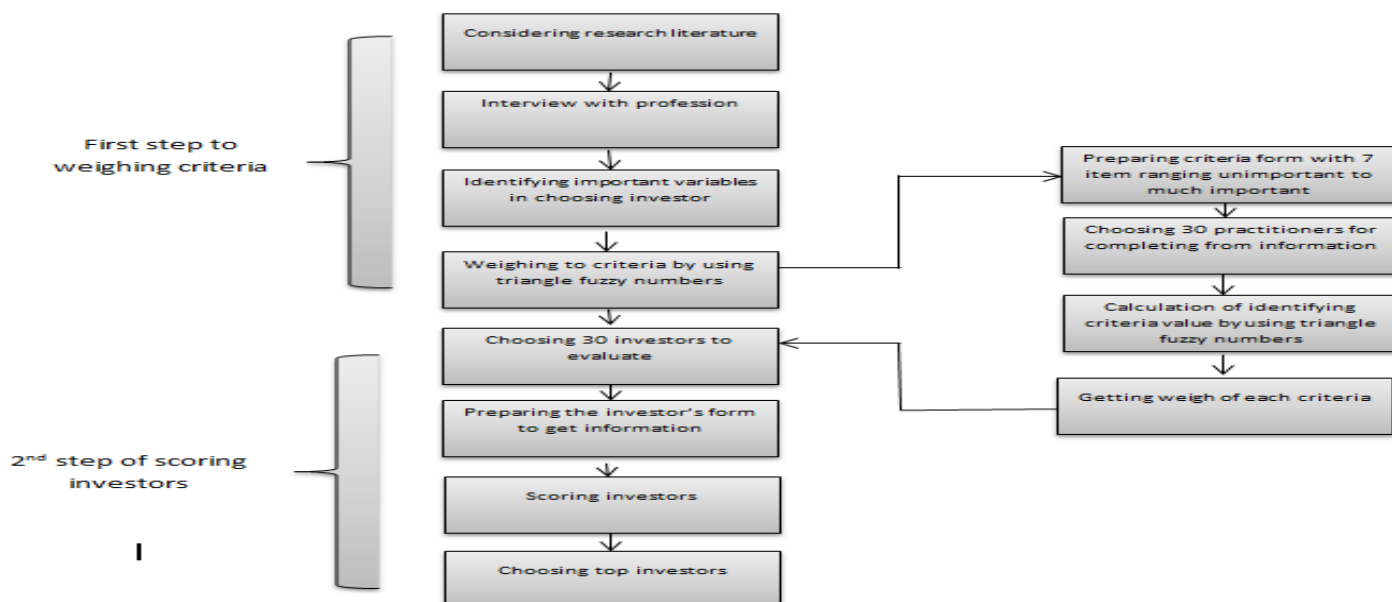 First step to
weighing criteria
Considering research literature
Interview with profession
Identifying important variables
in choosing investor
Weighing to criteria by using
triangle fuzzy numbers
Preparing criteria form with 7
item ranging unimportant to
much important
Choosing 30 practitioners for
completing from information
Calculation of identifying
criteria value by using triangle
fuzzy numbers
Getting weigh of each criteria
2nd step of scoring
investors
I
Choosing 30 investors to
evaluate
Preparing the investor's form
to get information
Scoring investors
Choosing top investors